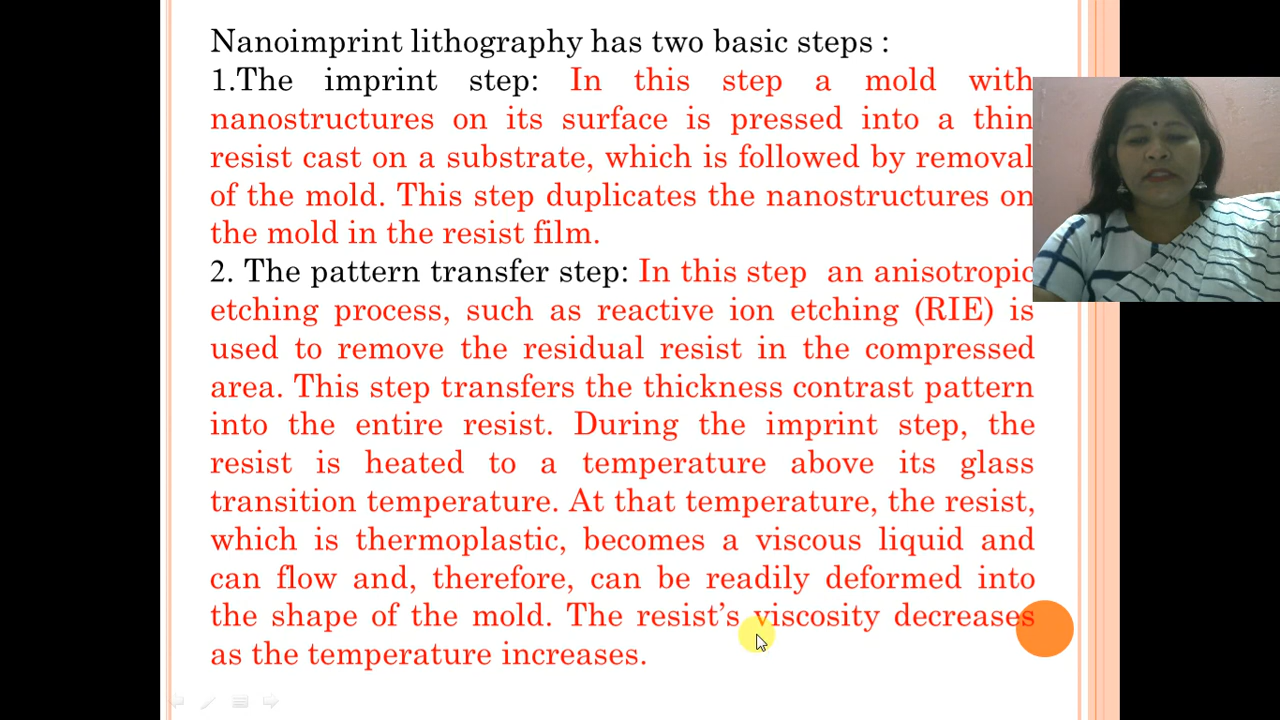 Nanoimprint lithography has two basic steps :
1.The imprint step: In this step a mold with
nanostructures on its surface is pressed into a thin
resist cast on a substrate, which is followed by removal
of the mold. This step duplicates the nanostructures on
the mold in the resist film.
2. The pattern transfer step: In this step an anisotropic
etching process, such as reactive ion etching (RIE) is
used to remove the residual resist in the compressed
area. This step transfers the thickness contrast pattern
into the entire resist. During the imprint step, the
resist is heated to a temperature above its glass
transition temperature. At that temperature, the resist,
which is thermoplastic, becomes a viscous liquid and
can flow and, therefore, can be readily deformed into
the shape of the mold. The resist’s viscosity decreases
as the temperature increases.